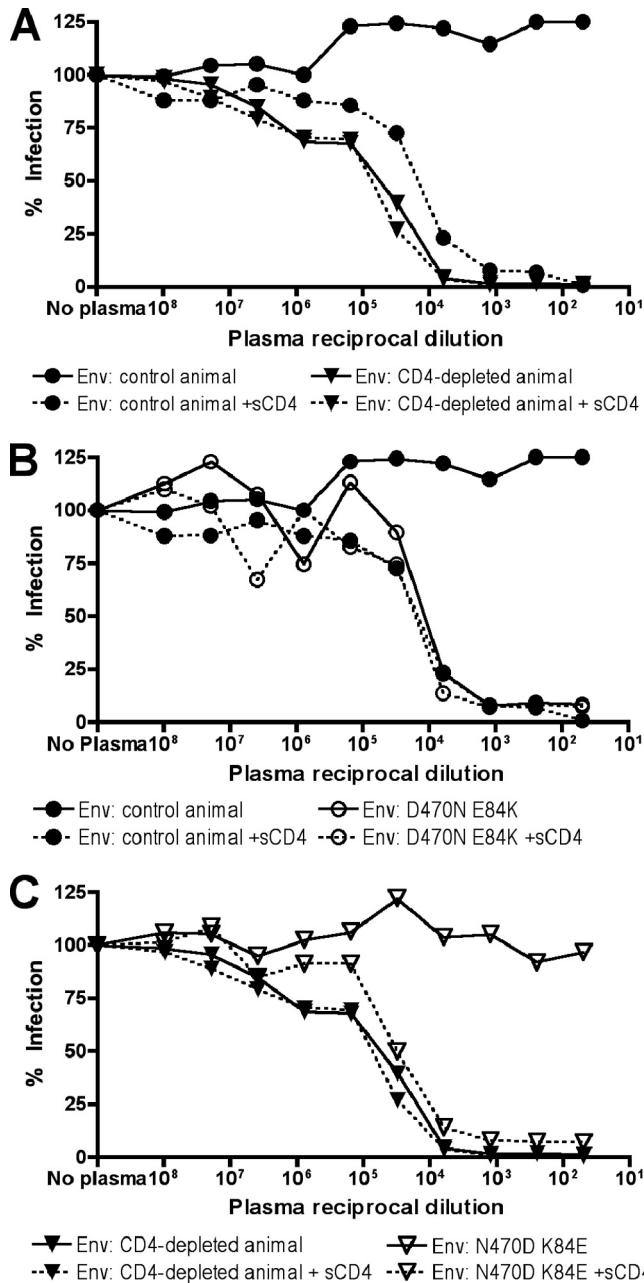 A
125
100
75
50
25
0
% Infection
No plasma 10⁸ 10⁷ 10⁶ 10⁵ 10⁴ 10³ 10² 10¹
Plasma reciprocal dilution
Env: control animal Env: CD4-depleted animal
Env: control animal +sCD4 Env: CD4-depleted animal + sCD4
B
125
100
75
50
25
0
% Infection
No Plasma 10⁸ 10⁷ 10⁶ 10⁵ 10⁴ 10³ 10² 10¹
Plasma reciprocal dilution
Env: control animal Env: D470N E84K
Env: control animal +sCD4 Env: D470N E84K +sCD4
C
125
100
75
50
25
0
% Infection
No plasma 10⁸ 10⁷ 10⁶ 10⁵ 10⁴ 10³ 10² 10¹
Plasma reciprocal dilution
Env: CD4-depleted animal Env: N470D K84E
Env: CD4-depleted animal + sCD4 Env: N470D K84E +sCD4